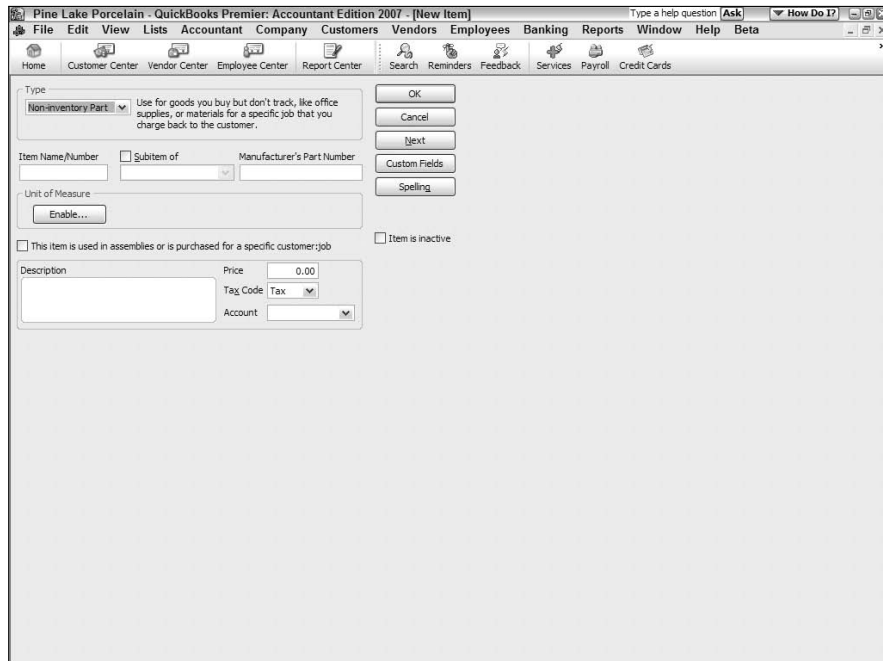 Pine Lake Porcelain - QuickBooks Premier: Accountant Edition 2007 - [New Item]
Type a help question Ask
How Do I?
File Edit View Lists Accountant Company Customers Vendors Employees Banking Reports Window Help Beta
Home Customer Center Vendor Center Employee Center Report Center Search Reminders Feedback Services Payroll Credit Cards
Type
Non-inventory Part
Use for goods you buy but don't track, like office
supplies, or materials for a specific job that you
charge back to the customer.
OK
Cancel
Next
Custom Fields
Spelling
Item Name/Number
Subitem of
Manufacturer's Part Number
Unit of Measure
Enable...
Item is inactive
This item is used in assemblies or is purchased for a specific customer:job
Description
Price 0.00
Tax Code Tax
Account